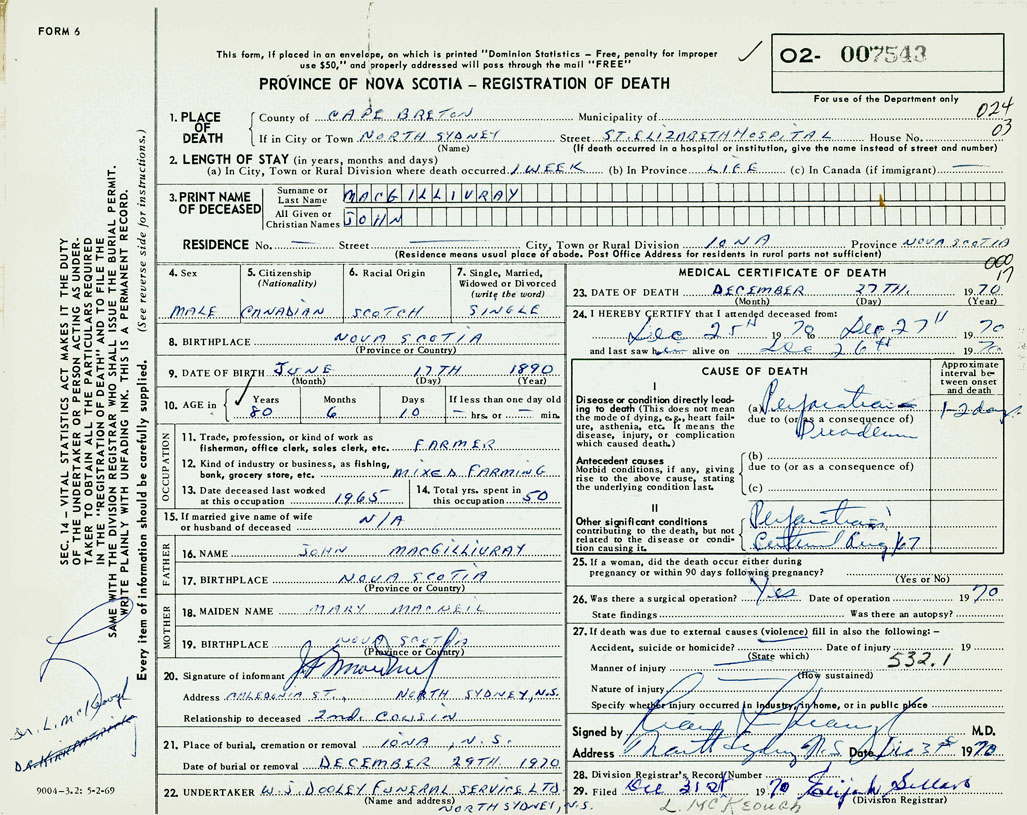 FORM 6
This form, if placed in an envelope, on which is printed "Dominion Statistics – Free, penalty for improper
use $50," and properly addressed will pass through the mail "FREE"
02- 007543
PROVINCE OF NOVA SCOTIA – REGISTRATION OF DEATH
For use of the Department only
024
03
1. PLACE OF DEATH
County of CAPE BRETON Municipality of
If in City or Town NORTH SYDNEY Street ST. ELIZABETH HOSPITAL House No.
(Name) (If death occurred in a hospital or institution, give the name instead of street and number)
2. LENGTH OF STAY (in years, months and days)
(a) In City, Town or Rural Division where death occurred 1 WEEK (b) In Province LIFE (c) In Canada (if immigrant) —
3. PRINT NAME OF DECEASED
Surname or Last Name MACGILLIVRAY
All Given or Christian Names JOHN
RESIDENCE No. — Street — City, Town or Rural Division IONA Province NOVA SCOTIA
(Residence means usual place of abode. Post Office Address for residents in rural parts not sufficient)
000
17
4. Sex
MALE
5. Citizenship
(Nationality)
CANADIAN
6. Racial Origin
SCOTCH
7. Single, Married,
Widowed or Divorced
(write the word)
SINGLE
8. BIRTHPLACE NOVA SCOTIA
(Province or Country)
9. DATE OF BIRTH JUNE 17TH 1890
(Month) (Day) (Year)
10. AGE in
Years Months Days If less than one day old
80 6 10 — hrs. or — min.
OCCUPATION
11. Trade, profession, or kind of work as
fisherman, office clerk, sales clerk, etc. FARMER
12. Kind of industry or business, as fishing,
bank, grocery store, etc. MIXED FARMING
13. Date deceased last worked
at this occupation 1965
14. Total yrs. spent in
this occupation 50
15. If married give name of wife
or husband of deceased N/A
FATHER
16. NAME JOHN MACGILLIVRAY
17. BIRTHPLACE NOVA SCOTIA
(Province or Country)
MOTHER
18. MAIDEN NAME MARY MACNEIL
19. BIRTHPLACE NOVA SCOTIA
(Province or Country)
20. Signature of informant
Address ST., NORTH SYDNEY, N.S.
Relationship to deceased 2nd. COUSIN
21. Place of burial, cremation or removal IONA, N.S.
Date of burial or removal DECEMBER 29TH 1970
22. UNDERTAKER W.J. DOOLEY FUNERAL SERVICE LTD
(Name and address) NORTH SYDNEY, N.S.
MEDICAL CERTIFICATE OF DEATH
23. DATE OF DEATH DECEMBER 27TH. 1970
(Month) (Day) (Year)
24. I HEREBY CERTIFY that I attended deceased from:
Dec 25th 1970 to Dec 27th 1970
and last saw him alive on Dec 26th 1970
CAUSE OF DEATH
Approximate
interval be-
tween onset
and death
I
Disease or condition directly lead-
ing to death (This does not mean
the mode of dying, e.g., heart failure,
asthenia, etc. It means the
disease, injury, or complication
which caused death.)
(a) Perforation
due to (or as a consequence of)
Duodenum
1-2 days
Antecedent causes
Morbid conditions, if any, giving
rise to the above cause, stating
the underlying condition last.
(b)
due to (or as a consequence of)
(c)
II
Other significant conditions
contributing to the death, but not
related to the disease or condi-
tion causing it.
Perforation
Aug/67
25. If a woman, did the death occur either during
pregnancy or within 90 days following pregnancy?
(Yes or No)
26. Was there a surgical operation? Yes Date of operation 1970
State findings Was there an autopsy?
27. If death was due to external causes (violence) fill in also the following: –
Accident, suicide or homicide? Date of injury 19
(State which)
532.1
Manner of injury
(How sustained)
Nature of injury
Specify whether injury occurred in industry, in home, or in public place
Signed by M.D.
Address North Sydney N S Date Dec 1970
28. Division Registrar's Record Number
29. Filed Dec 31st 1970 Elijah Sellars
(Division Registrar)
L. MCKEOUGH
SEC. 14 – VITAL STATISTICS ACT MAKES IT THE DUTY
OF THE UNDERTAKER OR PERSON ACTING AS UNDER-
TAKER TO OBTAIN ALL THE PARTICULARS REQUIRED
IN THE "REGISTRATION OF DEATH" AND TO FILE THE
SAME WITH THE DIVISION REGISTRAR WHO SHALL ISSUE THE BURIAL PERMIT.
WRITE PLAINLY WITH UNFADING INK. THIS IS A PERMANENT RECORD.
Every item of information should be carefully supplied. (See reverse side for instructions.)
Dr. L. McKeough
9004-3.2: 5-2-69